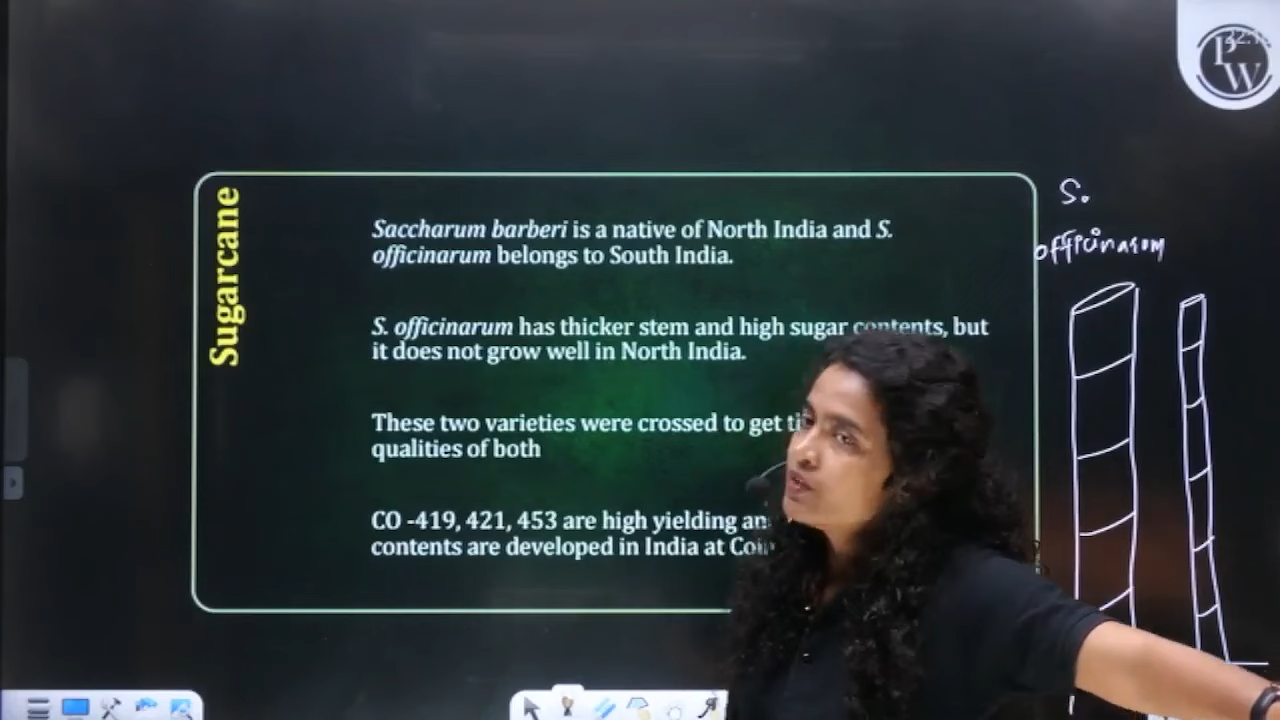 Sugarcane
Saccharum barberi is a native of North India and S.
officinarum belongs to South India.
S. officinarum has thicker stem and high sugar contents, but
it does not grow well in North India.
These two varieties were crossed to get
qualities of both
CO -419, 421, 453 are high yielding
contents are developed in India at
S.
officinarum
PW